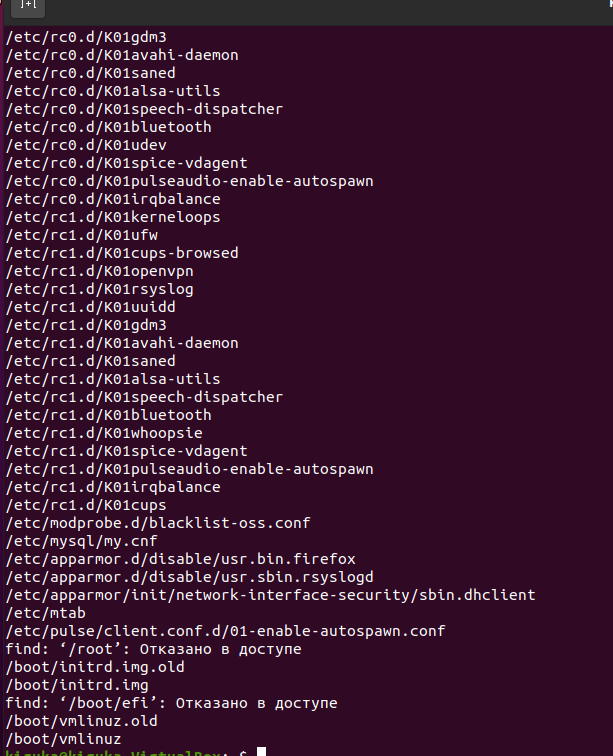 /etc/rc0.d/K01gdm3
/etc/rc0.d/K01avahi-daemon
/etc/rc0.d/K01saned
/etc/rc0.d/K01alsa-utils
/etc/rc0.d/K01speech-dispatcher
/etc/rc0.d/K01bluetooth
/etc/rc0.d/K01udev
/etc/rc0.d/K01spice-vdagent
/etc/rc0.d/K01pulseaudio-enable-autospawn
/etc/rc0.d/K01irqbalance
/etc/rc1.d/K01kerneloops
/etc/rc1.d/K01ufw
/etc/rc1.d/K01cups-browsed
/etc/rc1.d/K01openvpn
/etc/rc1.d/K01rsyslog
/etc/rc1.d/K01uuidd
/etc/rc1.d/K01gdm3
/etc/rc1.d/K01avahi-daemon
/etc/rc1.d/K01saned
/etc/rc1.d/K01alsa-utils
/etc/rc1.d/K01speech-dispatcher
/etc/rc1.d/K01bluetooth
/etc/rc1.d/K01whoopsie
/etc/rc1.d/K01spice-vdagent
/etc/rc1.d/K01pulseaudio-enable-autospawn
/etc/rc1.d/K01irqbalance
/etc/rc1.d/K01cups
/etc/modprobe.d/blacklist-oss.conf
/etc/mysql/my.cnf
/etc/apparmor.d/disable/usr.bin.firefox
/etc/apparmor.d/disable/usr.sbin.rsyslogd
/etc/apparmor/init/network-interface-security/sbin.dhclient
/etc/mtab
/etc/pulse/client.conf.d/01-enable-autospawn.conf
find: ‘/root’: Отказано в доступе
/boot/initrd.img.old
/boot/initrd.img
find: ‘/boot/efi’: Отказано в доступе
/boot/vmlinuz.old
/boot/vmlinuz